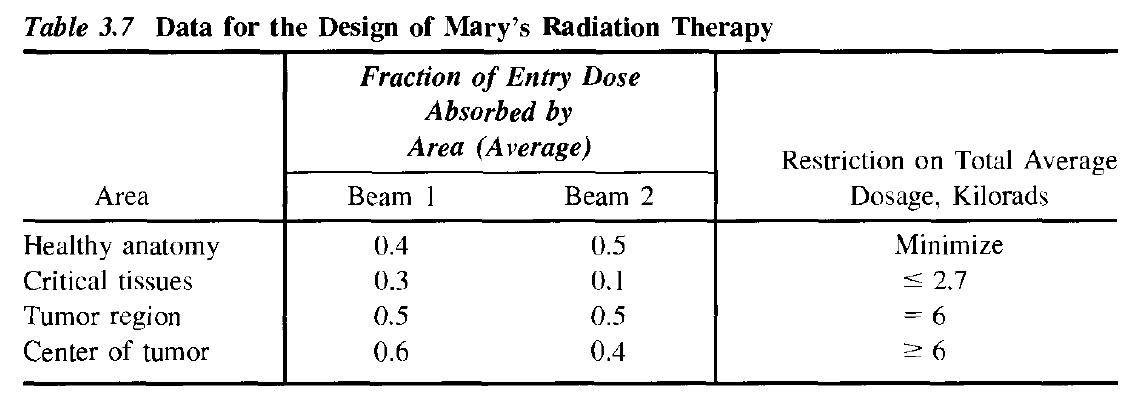 Table 3.7 Data for the Design of Mary's Radiation Therapy
Fraction of Entry Dose
Absorbed by
Area (Average)
Restriction on Total Average
Area Beam 1 Beam 2 Dosage, Kilorads
Healthy anatomy 0.4 0.5 Minimize
Critical tissues 0.3 0.1 ≤ 2.7
Tumor region 0.5 0.5 = 6
Center of tumor 0.6 0.4 ≥ 6